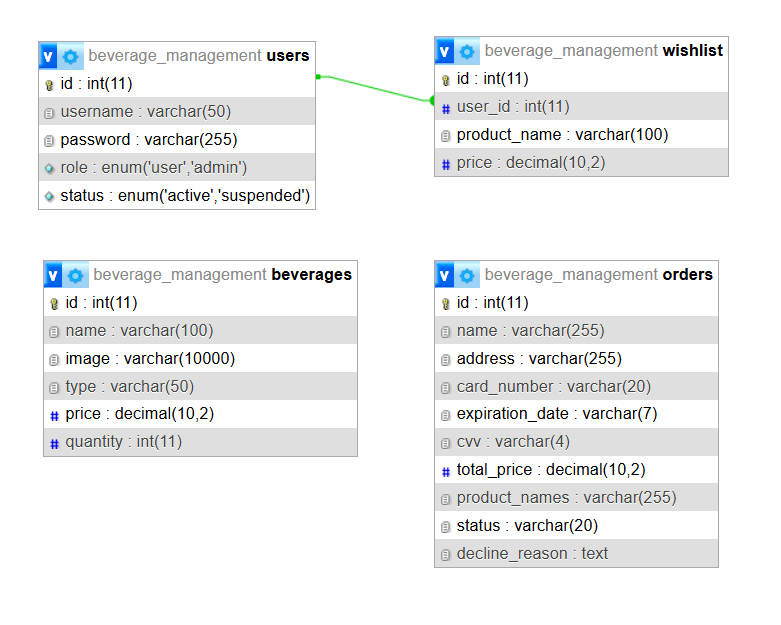 v beverage_management users
id : int(11)
username : varchar(50)
password : varchar(255)
role : enum('user','admin')
status : enum('active','suspended')
v beverage_management wishlist
id : int(11)
# user_id : int(11)
product_name : varchar(100)
# price : decimal(10,2)
v beverage_management beverages
id : int(11)
name : varchar(100)
image : varchar(10000)
type : varchar(50)
# price : decimal(10,2)
# quantity : int(11)
v beverage_management orders
id : int(11)
name : varchar(255)
address : varchar(255)
card_number : varchar(20)
expiration_date : varchar(7)
cvv : varchar(4)
# total_price : decimal(10,2)
product_names : varchar(255)
status : varchar(20)
decline_reason : text